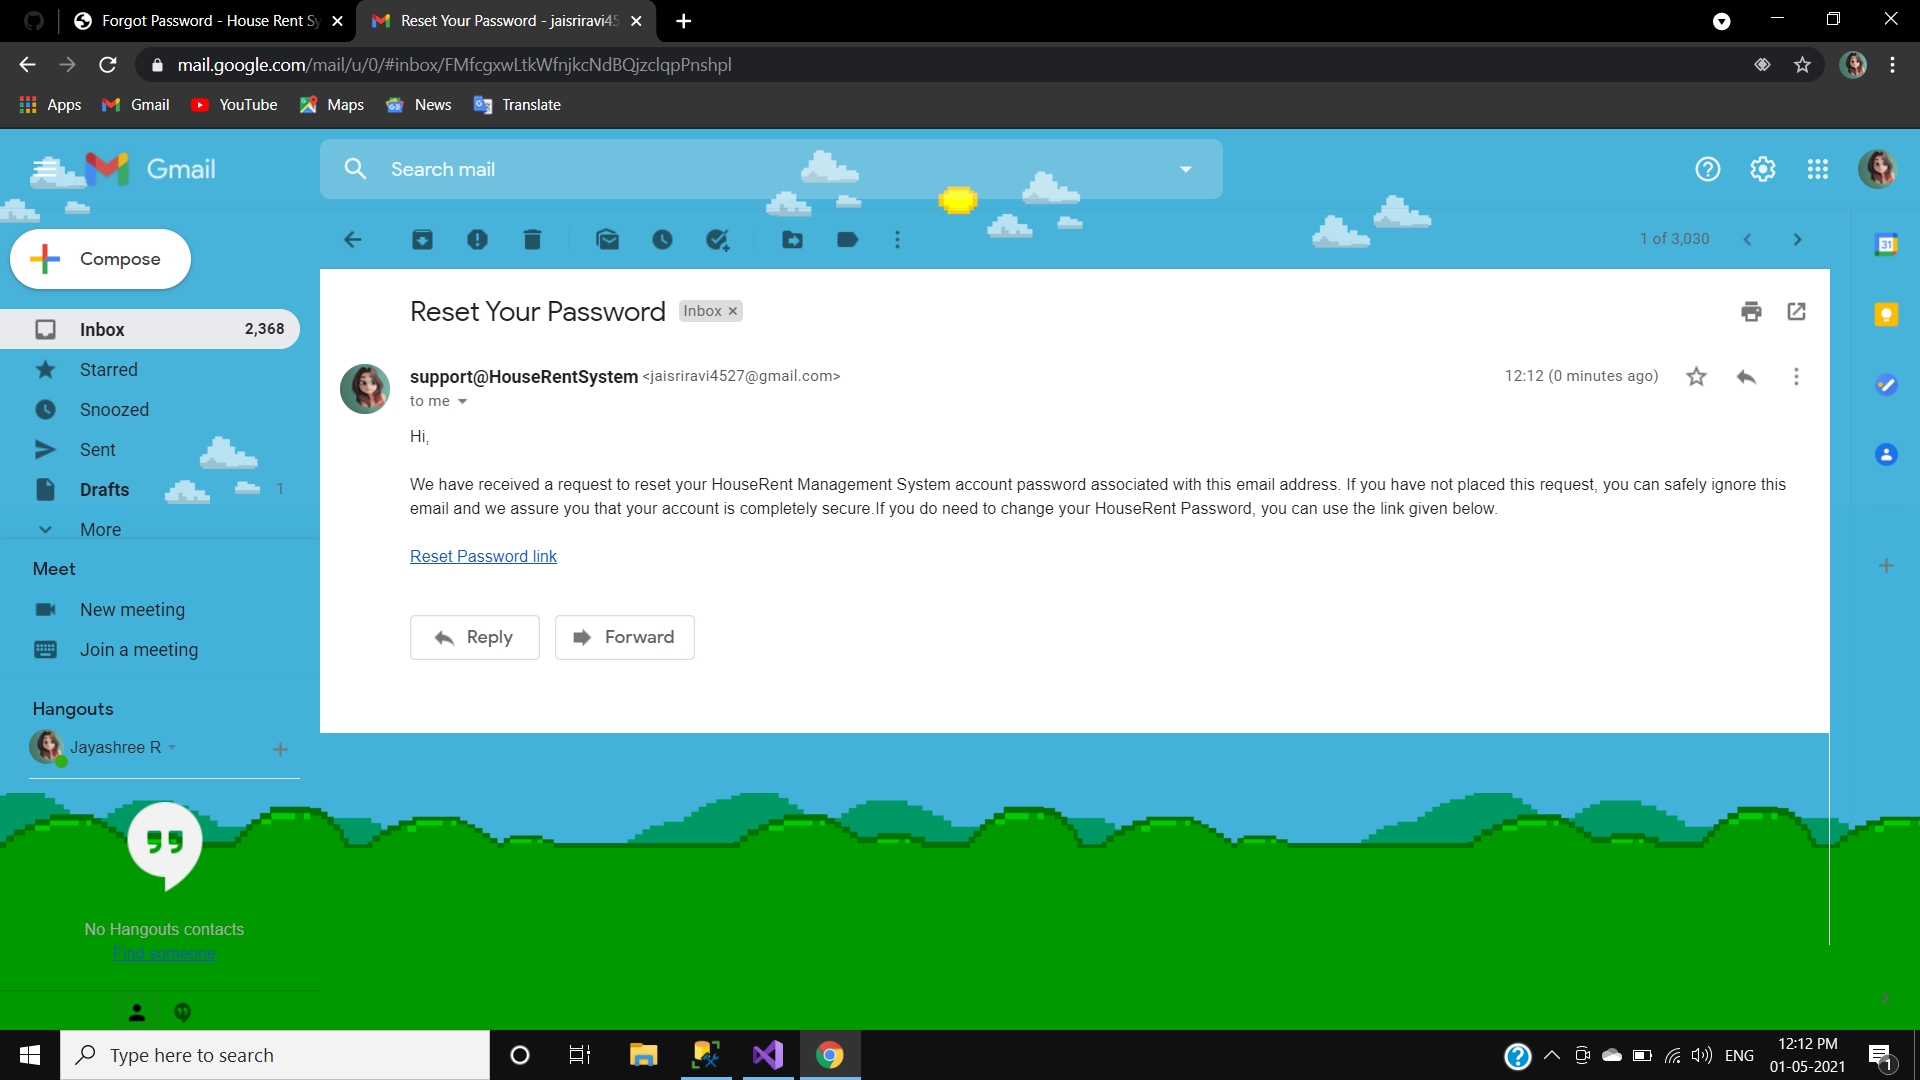 Forgot Password - House Rent Sy
Reset Your Password - jaisriravi45
mail.google.com/mail/u/0/#inbox/FMfcgxwLtkWfnjkcNdBQjzclqpPnshpl
Apps Gmail YouTube Maps News Translate
Gmail
Search mail
1 of 3,030
31
Compose
Inbox 2,368
Starred
Snoozed
Sent
Drafts 1
More
Meet
New meeting
Join a meeting
Hangouts
Jayashree R
No Hangouts contacts
Find someone
Reset Your Password Inbox
support@HouseRentSystem <jaisriravi4527@gmail.com>
12:12 (0 minutes ago)
to me
Hi,
We have received a request to reset your HouseRent Management System account password associated with this email address. If you have not placed this request, you can safely ignore this
email and we assure you that your account is completely secure.If you do need to change your HouseRent Password, you can use the link given below.
Reset Password link
Reply Forward
Type here to search
ENG
12:12 PM
01-05-2021
1